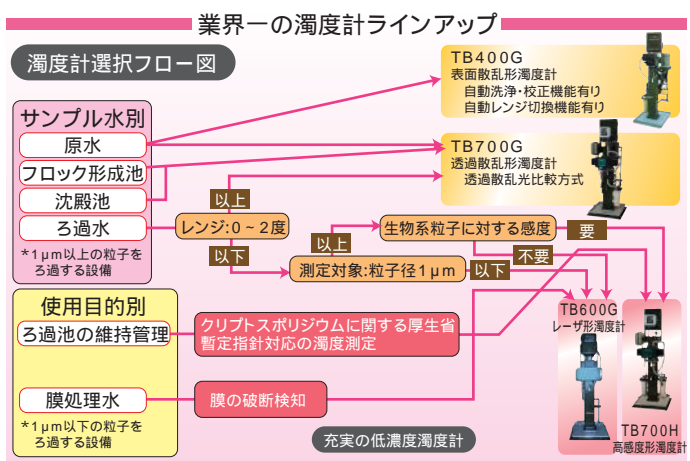 業界一の濁度計ラインアップ
濁度計選択フロー図
TB400G
表面散乱形濁度計
自動洗浄・校正機能有り
自動レンジ切換機能有り
サンプル水別
原水
フロック形成池
沈殿池
ろ過水
*1μm以上の粒子を
ろ過する設備
TB700G
透過散乱形濁度計
透過散乱光比較方式
以上
レンジ:0～2度
以下
以上
生物系粒子に対する感度
要
不要
測定対象:粒子径1μm
以下
使用目的別
ろ過池の維持管理
クリプトスポリジウムに関する厚生省
暫定指針対応の濁度測定
膜処理水
膜の破断検知
*1μm以下の粒子を
ろ過する設備
TB600G
レーザ形濁度計
TB700H
高感度形濁度計
充実の低濃度濁度計